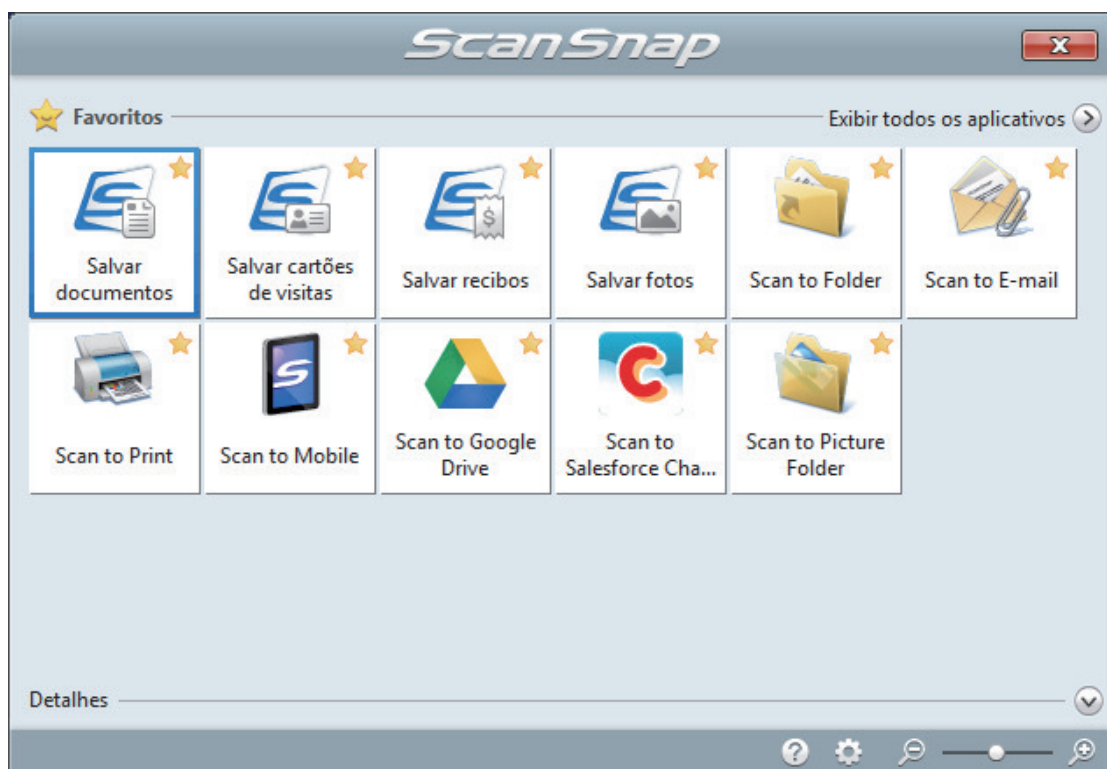 ScanSnap
Favoritos
Exibir todos os aplicativos
Salvar
documentos
Salvar cartões
de visitas
Salvar recibos
Salvar fotos
Scan to Folder
Scan to E-mail
Scan to Print
Scan to Mobile
Scan to Google
Drive
Scan to
Salesforce Cha...
Scan to Picture
Folder
Detalhes